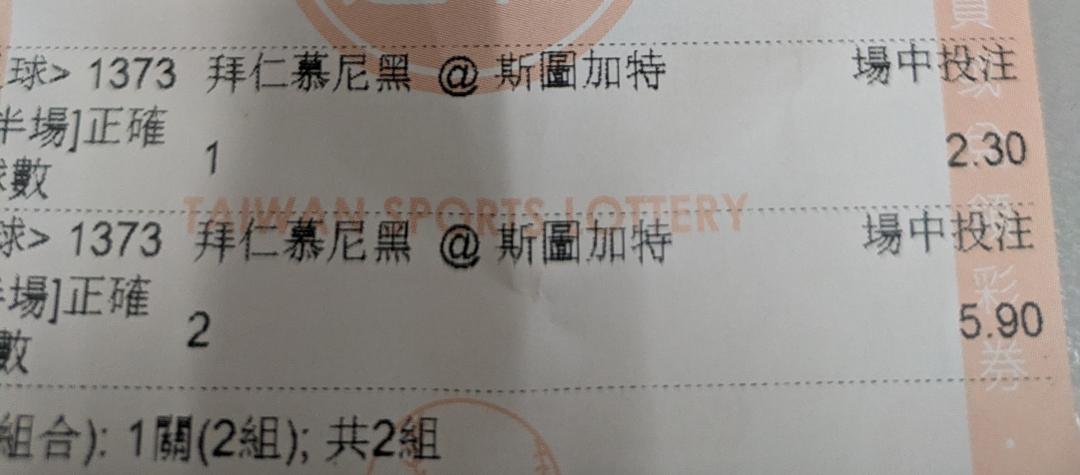 球> 1373 拜仁慕尼黑 @ 斯圖加特 場中投注
半場]正確
1 2.30
球數
TAIWAN SPORTS LOTTERY
球> 1373 拜仁慕尼黑 @ 斯圖加特 場中投注
場]正確
2 5.90
數
組合): 1關(2組); 共2組
彩券